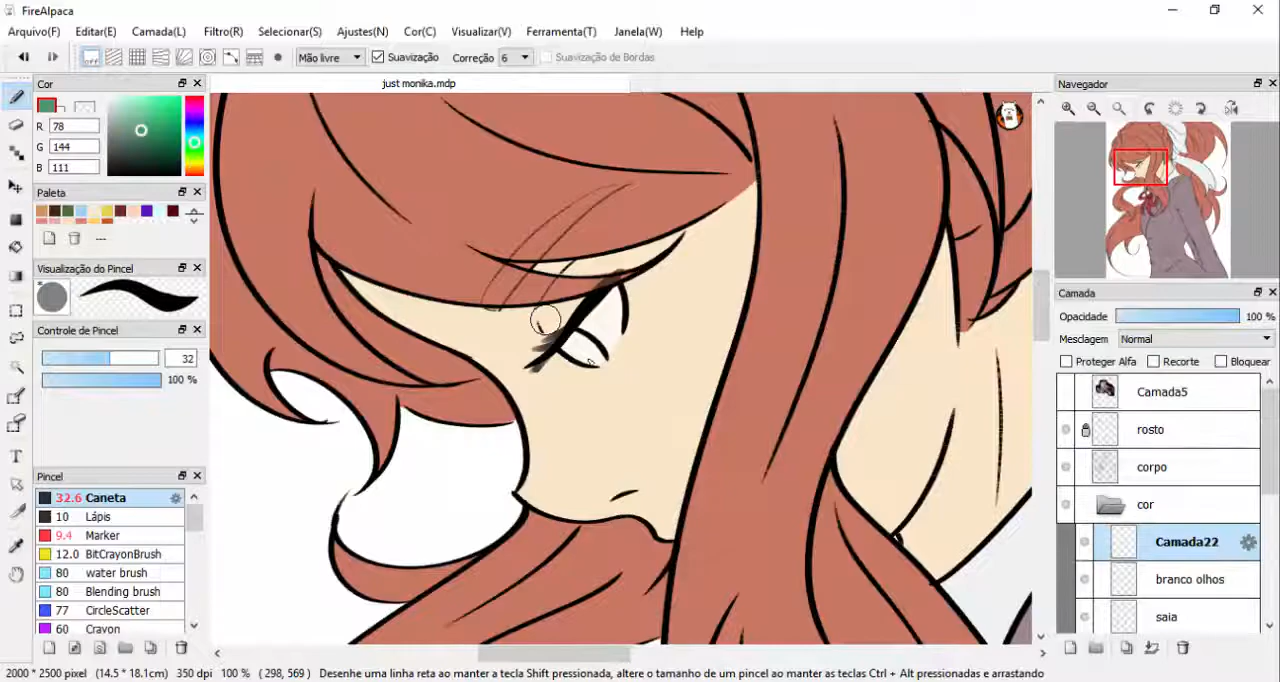 FireAlpaca
Arquivo(F) Editar(E) Camada(L) Filtro(R) Selecionar(S) Ajustes(N) Cor(C) Visualizar(V) Ferramenta(T) Janela(W) Help
Mão livre Suavização Correção 6 Suavização de Bordas
Cor
just monika.mdp
Navegador
R 78
G 144
B 111
Paleta
---
Visualização do Pincel
Controle de Pincel
32
100 %
Pincel
32.6 Caneta
10 Lápis
9.4 Marker
12.0 BitCrayonBrush
80 water brush
80 Blending brush
77 CircleScatter
60 Crayon
Camada
Opacidade 100 %
Mesclagem Normal
Proteger Alfa Recorte Bloquear
Camada5
rosto
corpo
cor
Camada22
branco olhos
saia
2000 * 2500 pixel (14.5 * 18.1cm) 350 dpi 100 % ( 298, 569 ) Desenhe uma linha reta ao manter a tecla Shift pressionada, altere o tamanho de um pincel ao manter as teclas Ctrl + Alt pressionadas e arrastando